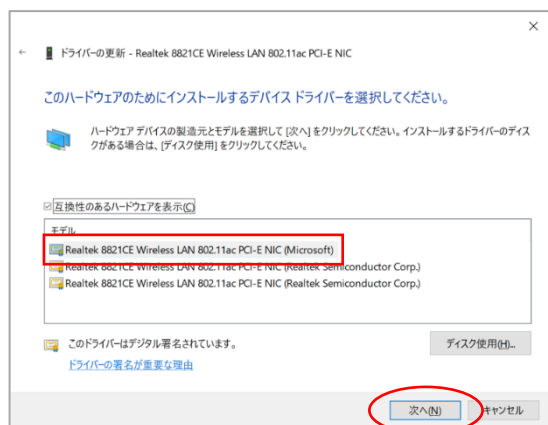 ドライバーの更新 - Realtek 8821CE Wireless LAN 802.11ac PCI-E NIC
このハードウェアのためにインストールするデバイス ドライバーを選択してください。
ハードウェア デバイスの製造元とモデルを選択して [次へ] をクリックしてください。インストールするドライバーのディス
クがある場合は、[ディスク使用] をクリックしてください。
互換性のあるハードウェアを表示(C)
モデル
Realtek 8821CE Wireless LAN 802.11ac PCI-E NIC (Microsoft)
Realtek 8821CE Wireless LAN 802.11ac PCI-E NIC (Realtek Semiconductor Corp.)
Realtek 8821CE Wireless LAN 802.11ac PCI-E NIC (Realtek Semiconductor Corp.)
このドライバーはデジタル署名されています。
ディスク使用(H)...
ドライバーの署名が重要な理由
次へ(N)
キャンセル